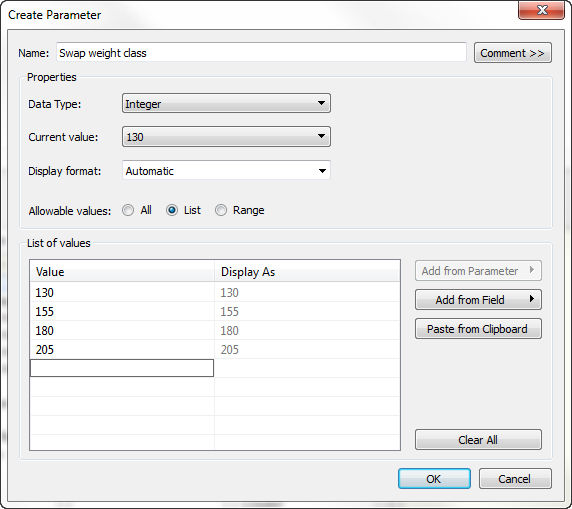 Create Parameter
Name: Swap weight class Comment >>
Properties
Data Type: Integer
Current value: 130
Display format: Automatic
Allowable values: All List Range
List of values
Value Display As
Add from Parameter
130 130
Add from Field
155 155
180 180
Paste from Clipboard
205 205
Clear All
OK Cancel